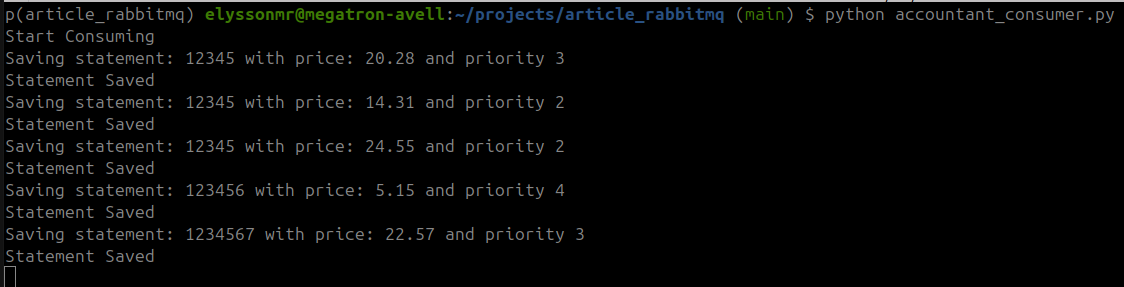 p(article_rabbitmq) elyssonmr@megatron-avell:~/projects/article_rabbitmq (main) $ python accountant_consumer.py
Start Consuming
Saving statement: 12345 with price: 20.28 and priority 3
Statement Saved
Saving statement: 12345 with price: 14.31 and priority 2
Statement Saved
Saving statement: 12345 with price: 24.55 and priority 2
Statement Saved
Saving statement: 123456 with price: 5.15 and priority 4
Statement Saved
Saving statement: 1234567 with price: 22.57 and priority 3
Statement Saved